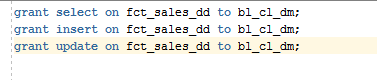 grant select on fct_sales_dd to bl_cl_dm;
grant insert on fct_sales_dd to bl_cl_dm;
grant update on fct_sales_dd to bl_cl_dm;